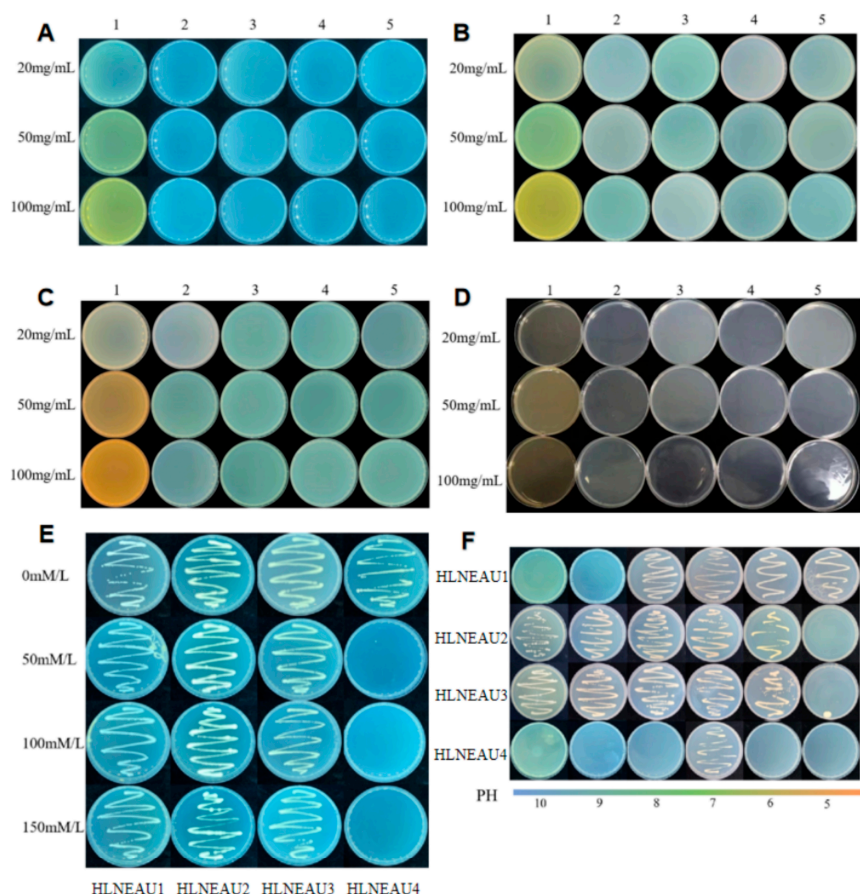 A
1 2 3 4 5
20mg/mL
50mg/mL
100mg/mL
B
1 2 3 4 5
20mg/mL
50mg/mL
100mg/mL
C
1 2 3 4 5
20mg/mL
50mg/mL
100mg/mL
D
1 2 3 4 5
20mg/mL
50mg/mL
100mg/mL
E
0mM/L
50mM/L
100mM/L
150mM/L
HLNEAU1 HLNEAU2 HLNEAU3 HLNEAU4
F
HLNEAU1
HLNEAU2
HLNEAU3
HLNEAU4
PH
10 9 8 7 6 5